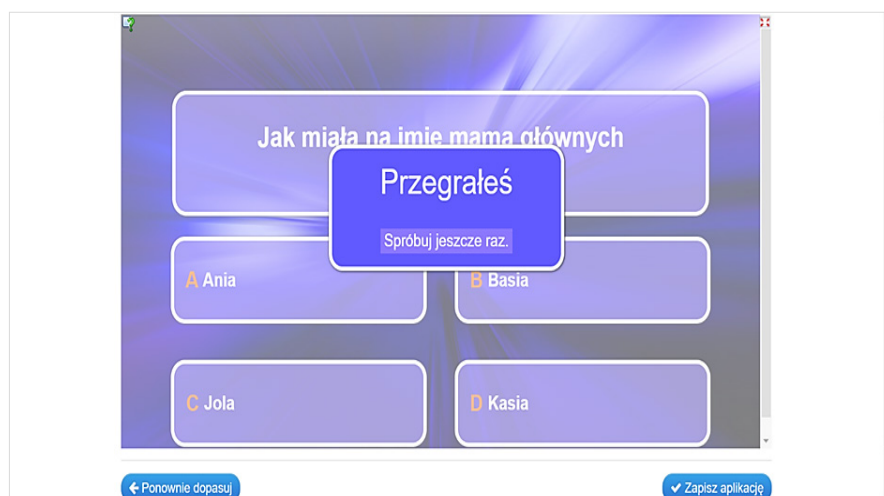 Jak miała na imię mama głównych
Przegrałeś
Spróbuj jeszcze raz.
A Ania
B Basia
C Jola
D Kasia
Ponownie dopasuj
Zapisz aplikację